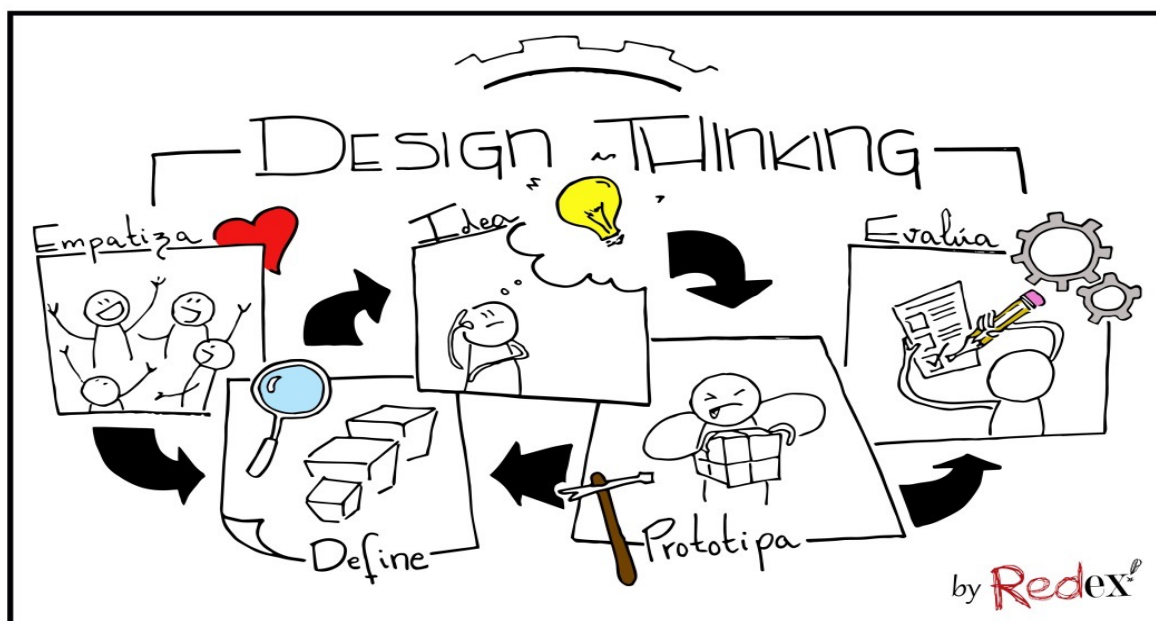 DESIGN THINKING
Empatiza
Idea
Evalúa
Define
Prototipa
by Redex